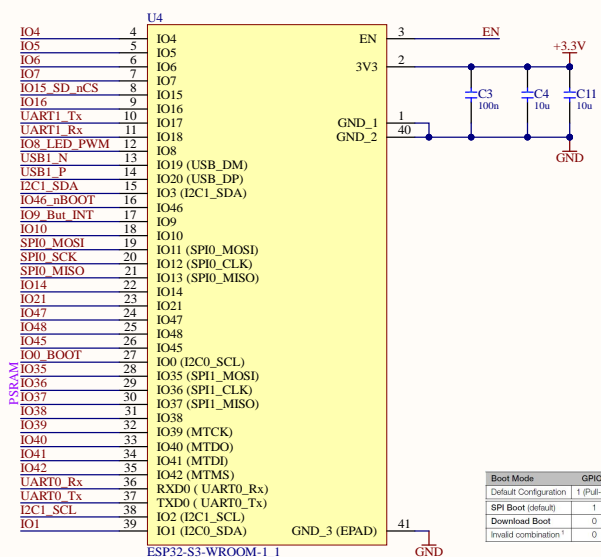 U4
IO4 4 IO4 EN 3 EN
IO5 5 IO5
IO6 6 IO6 3V3 2 +3.3V
IO7 7 IO7
IO15_SD_nCS 8 IO15 C3 100n C4 10u C11 10u
IO16 9 IO16
UART1_Tx 10 IO17 GND_1 1
UART1_Rx 11 IO18 GND_2 40
IO8_LED_PWM 12 IO8 GND
USB1_N 13 IO19 (USB_DM)
USB1_P 14 IO20 (USB_DP)
I2C1_SDA 15 IO3 (I2C1_SDA)
IO46_nBOOT 16 IO46
IO9_But_INT 17 IO9
IO10 18 IO10
SPI0_MOSI 19 IO11 (SPI0_MOSI)
SPI0_SCK 20 IO12 (SPI0_CLK)
SPI0_MISO 21 IO13 (SPI0_MISO)
IO14 22 IO14
IO21 23 IO21
IO47 24 IO47
IO48 25 IO48
IO45 26 IO45
IO0_BOOT 27 IO0 (I2C0_SCL)
PSRAM
IO35 28 IO35 (SPI1_MOSI)
IO36 29 IO36 (SPI1_CLK)
IO37 30 IO37 (SPI1_MISO)
IO38 31 IO38
IO39 32 IO39 (MTCK)
IO40 33 IO40 (MTDO)
IO41 34 IO41 (MTDI)
IO42 35 IO42 (MTMS)
UART0_Rx 36 RXD0 ( UART0_Rx)
UART0_Tx 37 TXD0 ( UART0_Tx)
I2C1_SCL 38 IO2 (I2C1_SCL)
IO1 39 IO1 (I2C0_SDA) GND_3 (EPAD) 41
ESP32-S3-WROOM-1_1 GND
Boot Mode GPIO
Default Configuration 1 (Pull-
SPI Boot (default) 1
Download Boot 0
Invalid combination 1 0